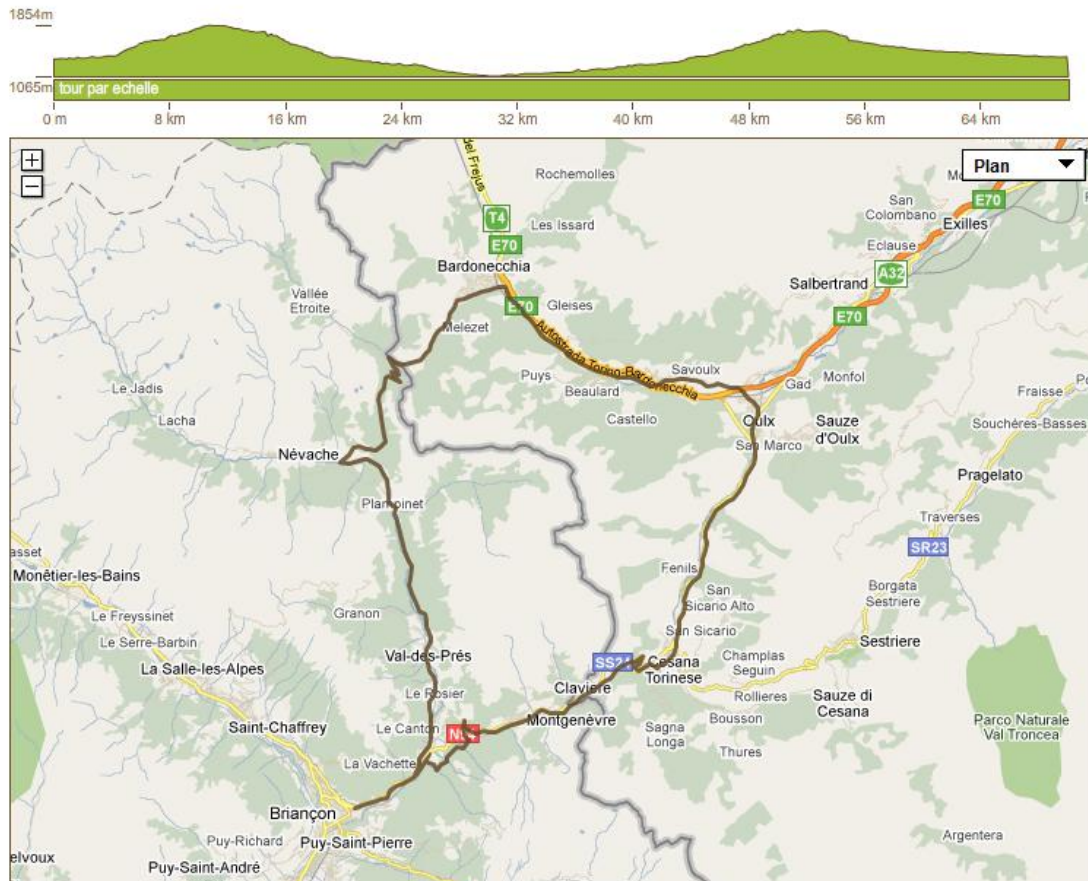 1854m
1065m
tour par echelle
0 m 8 km 16 km 24 km 32 km 40 km 48 km 56 km 64 km
+
−
Plan
del Frejus
Rochemolles
San
Colombano
E70
T4
Les Issard
Exilles
E70
Eclause
Bardonecchia
A32
Salbertrand
Vallée
Etroite
E70
Gleises
E70
Melezet
Autostrada Torino-Bardonecchia
Savoulx
Puys
Beaulard
Gad
Monfol
Le Jadis
Fraisse
Souchères-Basses
Lacha
Castello
Oulx
Sauze
d'Oulx
San Marco
Névache
Pragelato
Plampinet
Traverses
SR23
Monêtier-les-Bains
Fenils
San
Sicario Alto
Borgata
Sestriere
Le Freyssinet
Granon
Le Serre-Barbin
San Sicario
Sestriere
La Salle-les-Alpes
Val-des-Prés
Cesana
Torinese
Champlas
Seguin
Claviere
Rollieres
Sauze di
Cesana
Le Rosier
Montgenèvre
Bousson
Saint-Chaffrey
Le Canton
Sagna
Longa
Parco Naturale
Val Troncea
Thures
La Vachette
Briançon
Puy-Richard
Puy-Saint-Pierre
Argentera
Puy-Saint-André